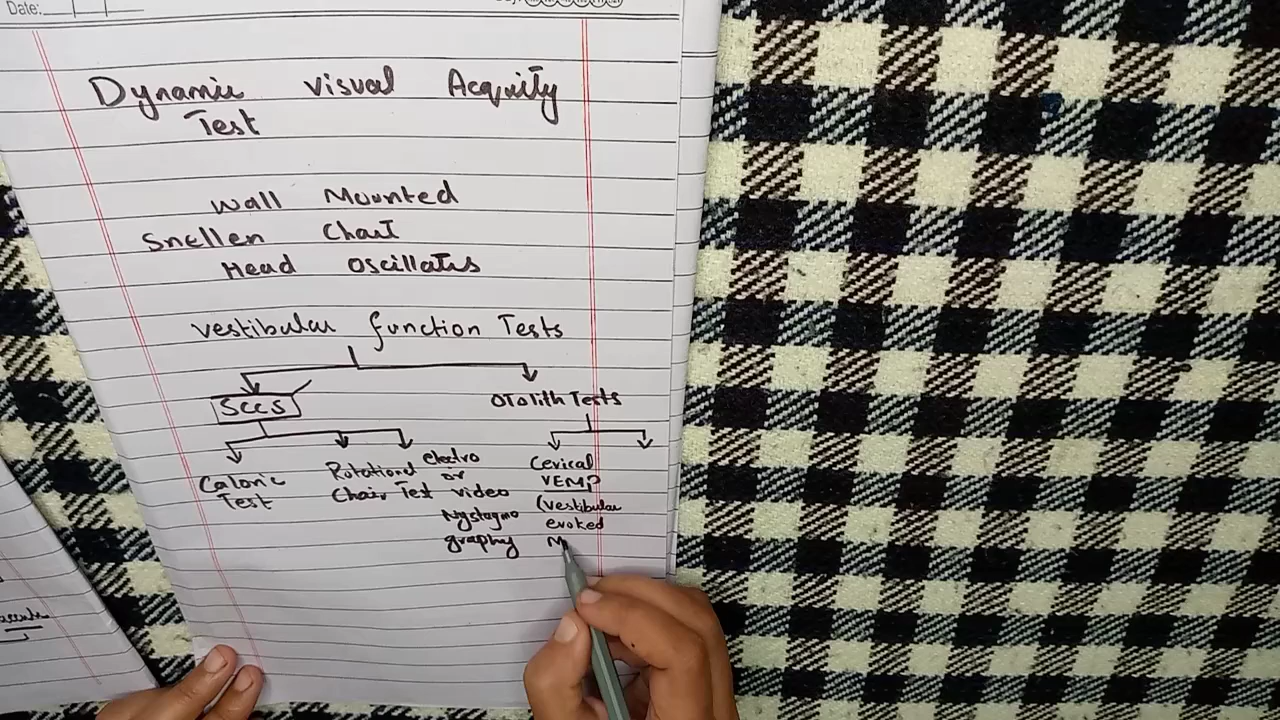 Date:
Dynamic visual Acquity
Test
Wall Mounted
Snellen Chart
Head oscillates
Vestibular function Tests
SCCS
OTolith Tests
Caloric
Test
Rotational
Chair Test
electro
or
video
Nystagmo
graphy
Cerical
VEMP
(vestibular
evoked
M